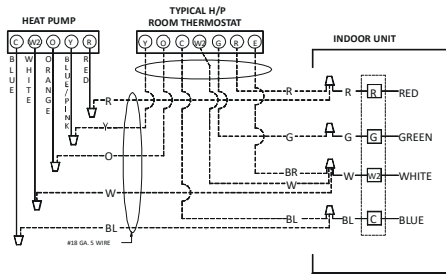 HEAT PUMP
TYPICAL H/P
ROOM THERMOSTAT
INDOOR UNIT
C W2 O Y R
Y O C W2 G R E
BLUE
WHITE
ORANGE
BLUE/PINK
RED
R R R R RED
Y
G G G GREEN
O
BR
W W W2 WHITE
W
BL BL BL C BLUE
#18 GA. 5 WIRE